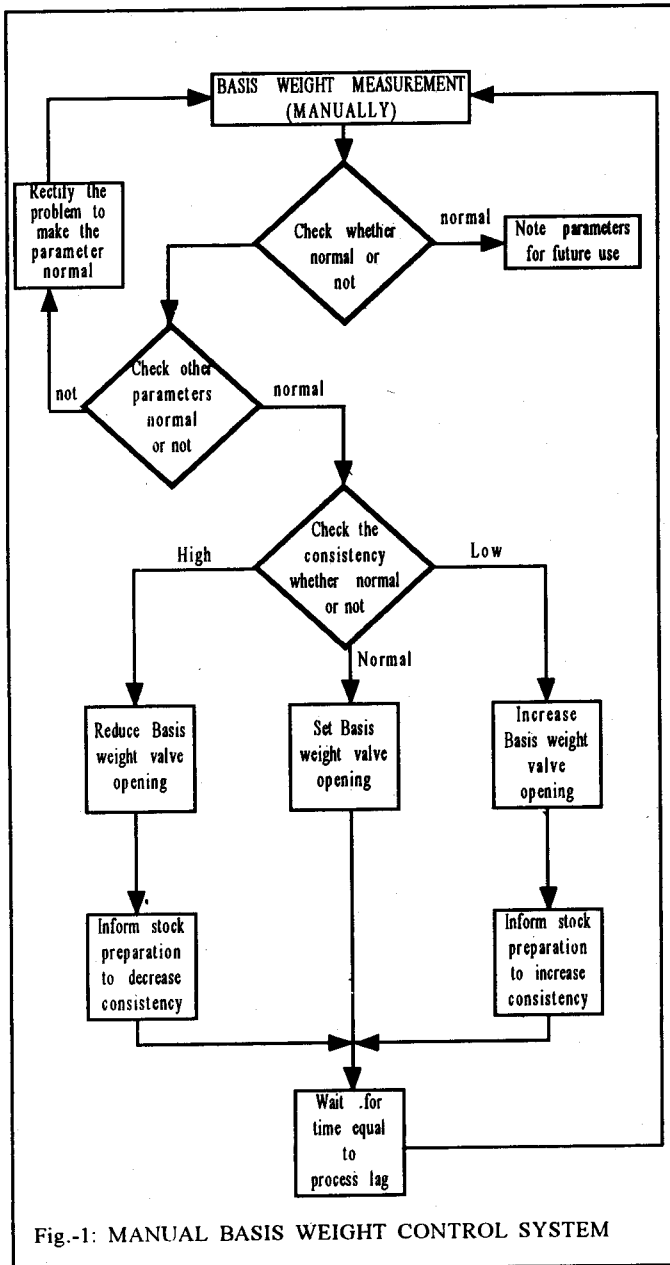 BASIS WEIGHT MEASUREMENT
(MANUALLY)
Rectify the
problem to
make the
parameter
normal
Check whether
normal or
not
normal
Note parameters
for future use
Check other
parameters
normal
or not
not
normal
Check the
consistency
whether normal
or not
High
Low
Normal
Reduce Basis
weight valve
opening
Set Basis
weight valve
opening
Increase
Basis weight
valve
opening
Inform stock
preparation
to decrease
consistency
Inform stock
preparation
to increase
consistency
Wait .for
time equal
to
process lag
Fig.-1: MANUAL BASIS WEIGHT CONTROL SYSTEM